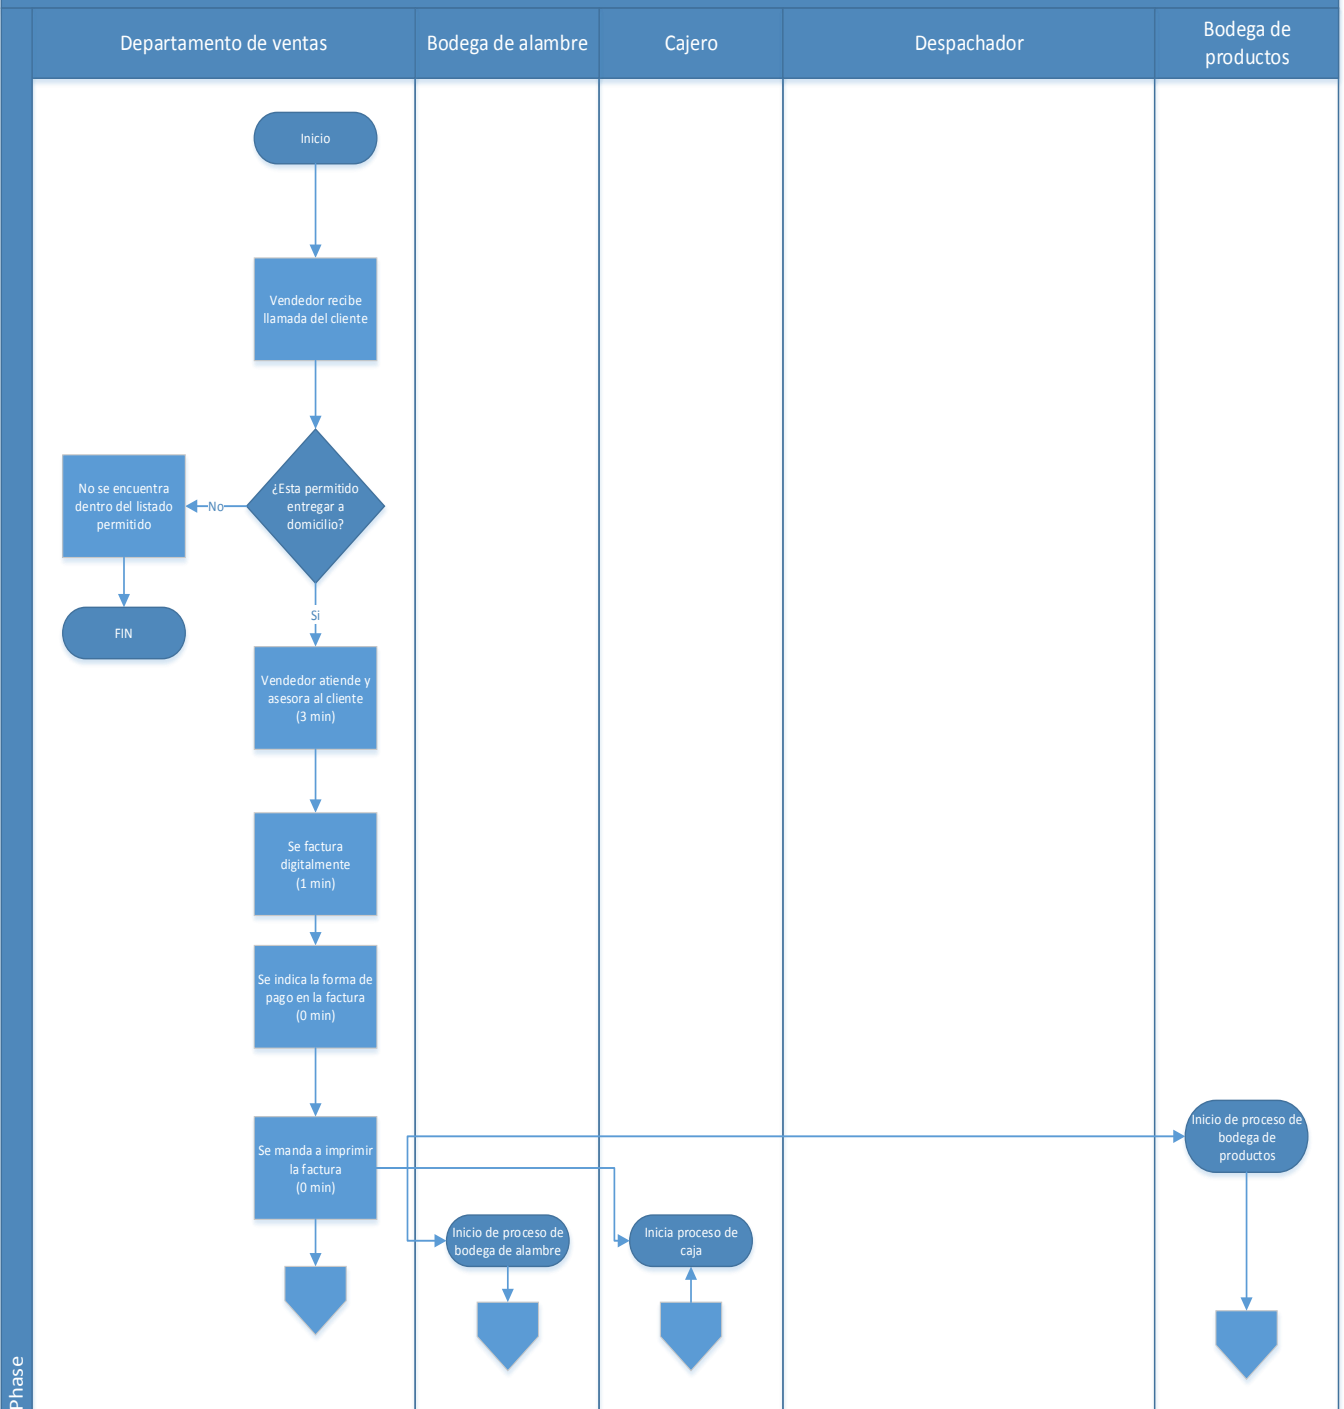 Departamento de ventas
Bodega de alambre
Cajero
Despachador
Bodega de
productos
Inicio
Vendedor recibe
llamada del cliente
¿Esta permitido
entregar a
domicilio?
No
No se encuentra
dentro del listado
permitido
FIN
Si
Vendedor atiende y
asesora al cliente
(3 min)
Se factura
digitalmente
(1 min)
Se indica la forma de
pago en la factura
(0 min)
Se manda a imprimir
la factura
(0 min)
Inicio de proceso de
bodega de
productos
Inicio de proceso de
bodega de alambre
Inicia proceso de
caja
Phase